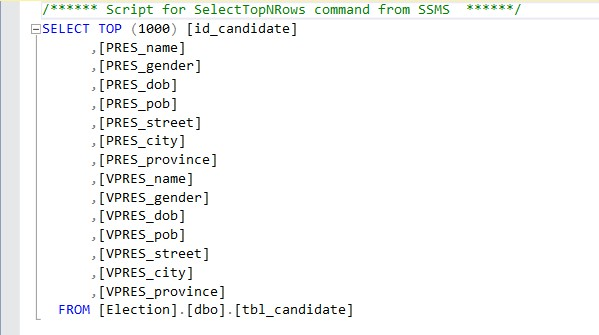 /****** Script for SelectTopNRows command from SSMS  ******/
SELECT TOP (1000) [id_candidate]
      ,[PRES_name]
      ,[PRES_gender]
      ,[PRES_dob]
      ,[PRES_pob]
      ,[PRES_street]
      ,[PRES_city]
      ,[PRES_province]
      ,[VPRES_name]
      ,[VPRES_gender]
      ,[VPRES_dob]
      ,[VPRES_pob]
      ,[VPRES_street]
      ,[VPRES_city]
      ,[VPRES_province]
  FROM [Election].[dbo].[tbl_candidate]